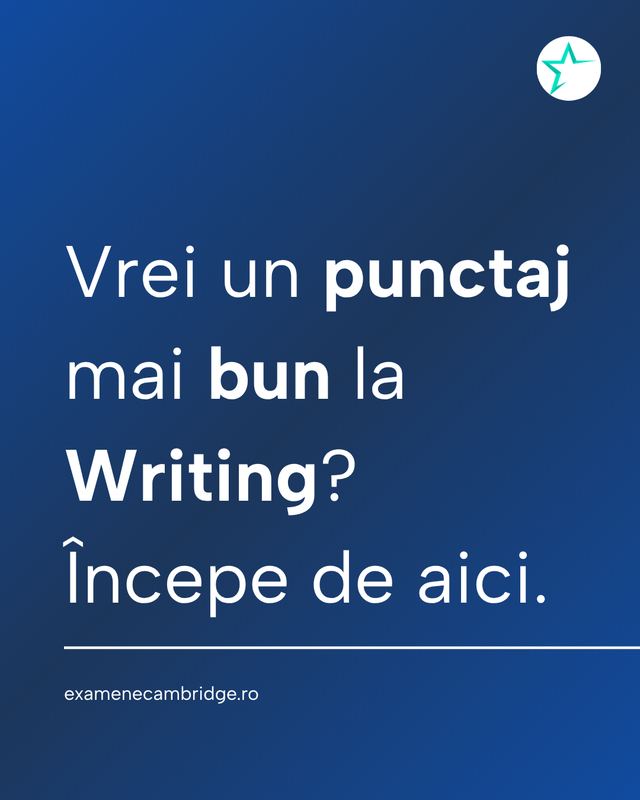 Vrei un punctaj
mai bun la
Writing?
Începe de aici.
examenecambridge.ro